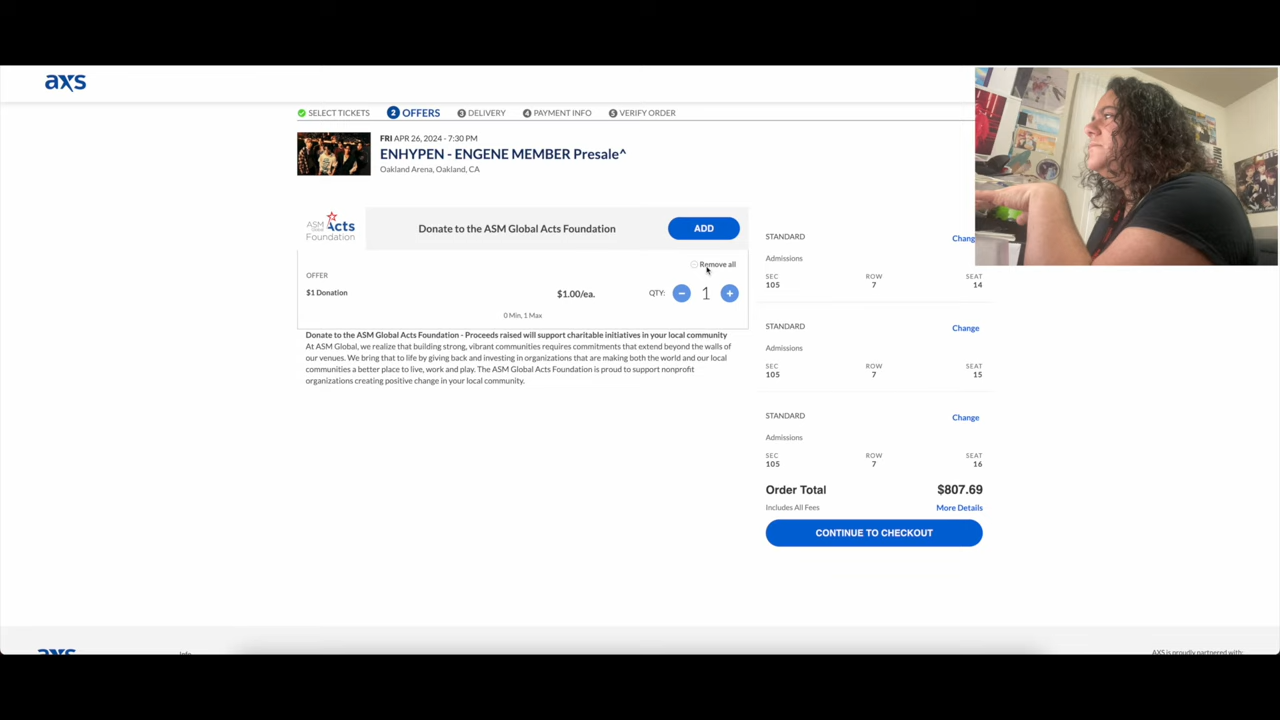 axs
SELECT TICKETS 2 OFFERS 3 DELIVERY 4 PAYMENT INFO 5 VERIFY ORDER
FRI APR 26, 2024 - 7:30 PM
ENHYPEN - ENGENE MEMBER Presale^
Oakland Arena, Oakland, CA
ASM Global Acts Foundation
Donate to the ASM Global Acts Foundation
ADD
Remove all
OFFER
$1 Donation
$1.00/ea.
QTY: − 1 +
0 Min, 1 Max
Donate to the ASM Global Acts Foundation - Proceeds raised will support charitable initiatives in your local community
At ASM Global, we realize that building strong, vibrant communities requires commitments that extend beyond the walls of
our venues. We bring that to life by giving back and investing in organizations that are making both the world and our local
communities a better place to live, work and play. The ASM Global Acts Foundation is proud to support nonprofit
organizations creating positive change in your local community.
STANDARD
Chang
Admissions
SEC ROW SEAT
105 7 14
STANDARD
Change
Admissions
SEC ROW SEAT
105 7 15
STANDARD
Change
Admissions
SEC ROW SEAT
105 7 16
Order Total $807.69
Includes All Fees More Details
CONTINUE TO CHECKOUT
axs
Info
AXS is proudly partnered with: